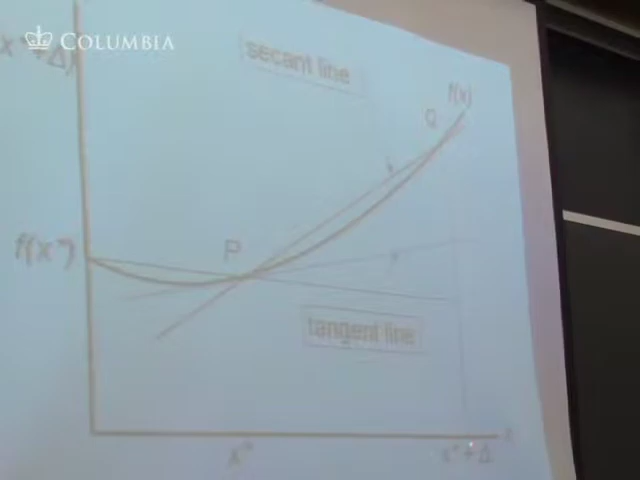 COLUMBIA
secant line
f(x)
Q
f(x*)
P
tangent line
x*
x* + Δ